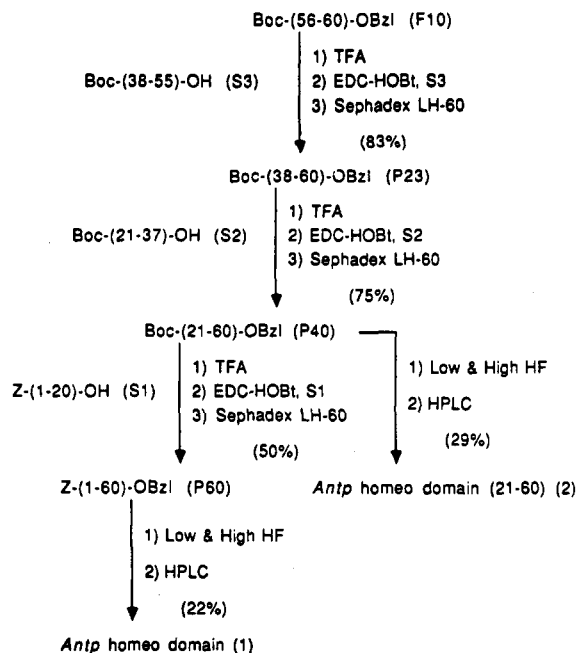 Boc-(56-60)-OBzl (F10)
Boc-(38-55)-OH (S3)
1) TFA
2) EDC-HOBt, S3
3) Sephadex LH-60
(83%)
Boc-(38-60)-OBzl (P23)
Boc-(21-37)-OH (S2)
1) TFA
2) EDC-HOBt, S2
3) Sephadex LH-60
(75%)
Boc-(21-60)-OBzl (P40)
Z-(1-20)-OH (S1)
1) TFA
2) EDC-HOBt, S1
3) Sephadex LH-60
(50%)
1) Low & High HF
2) HPLC
(29%)
Z-(1-60)-OBzl (P60)
Antp homeo domain (21-60) (2)
1) Low & High HF
2) HPLC
(22%)
Antp homeo domain (1)